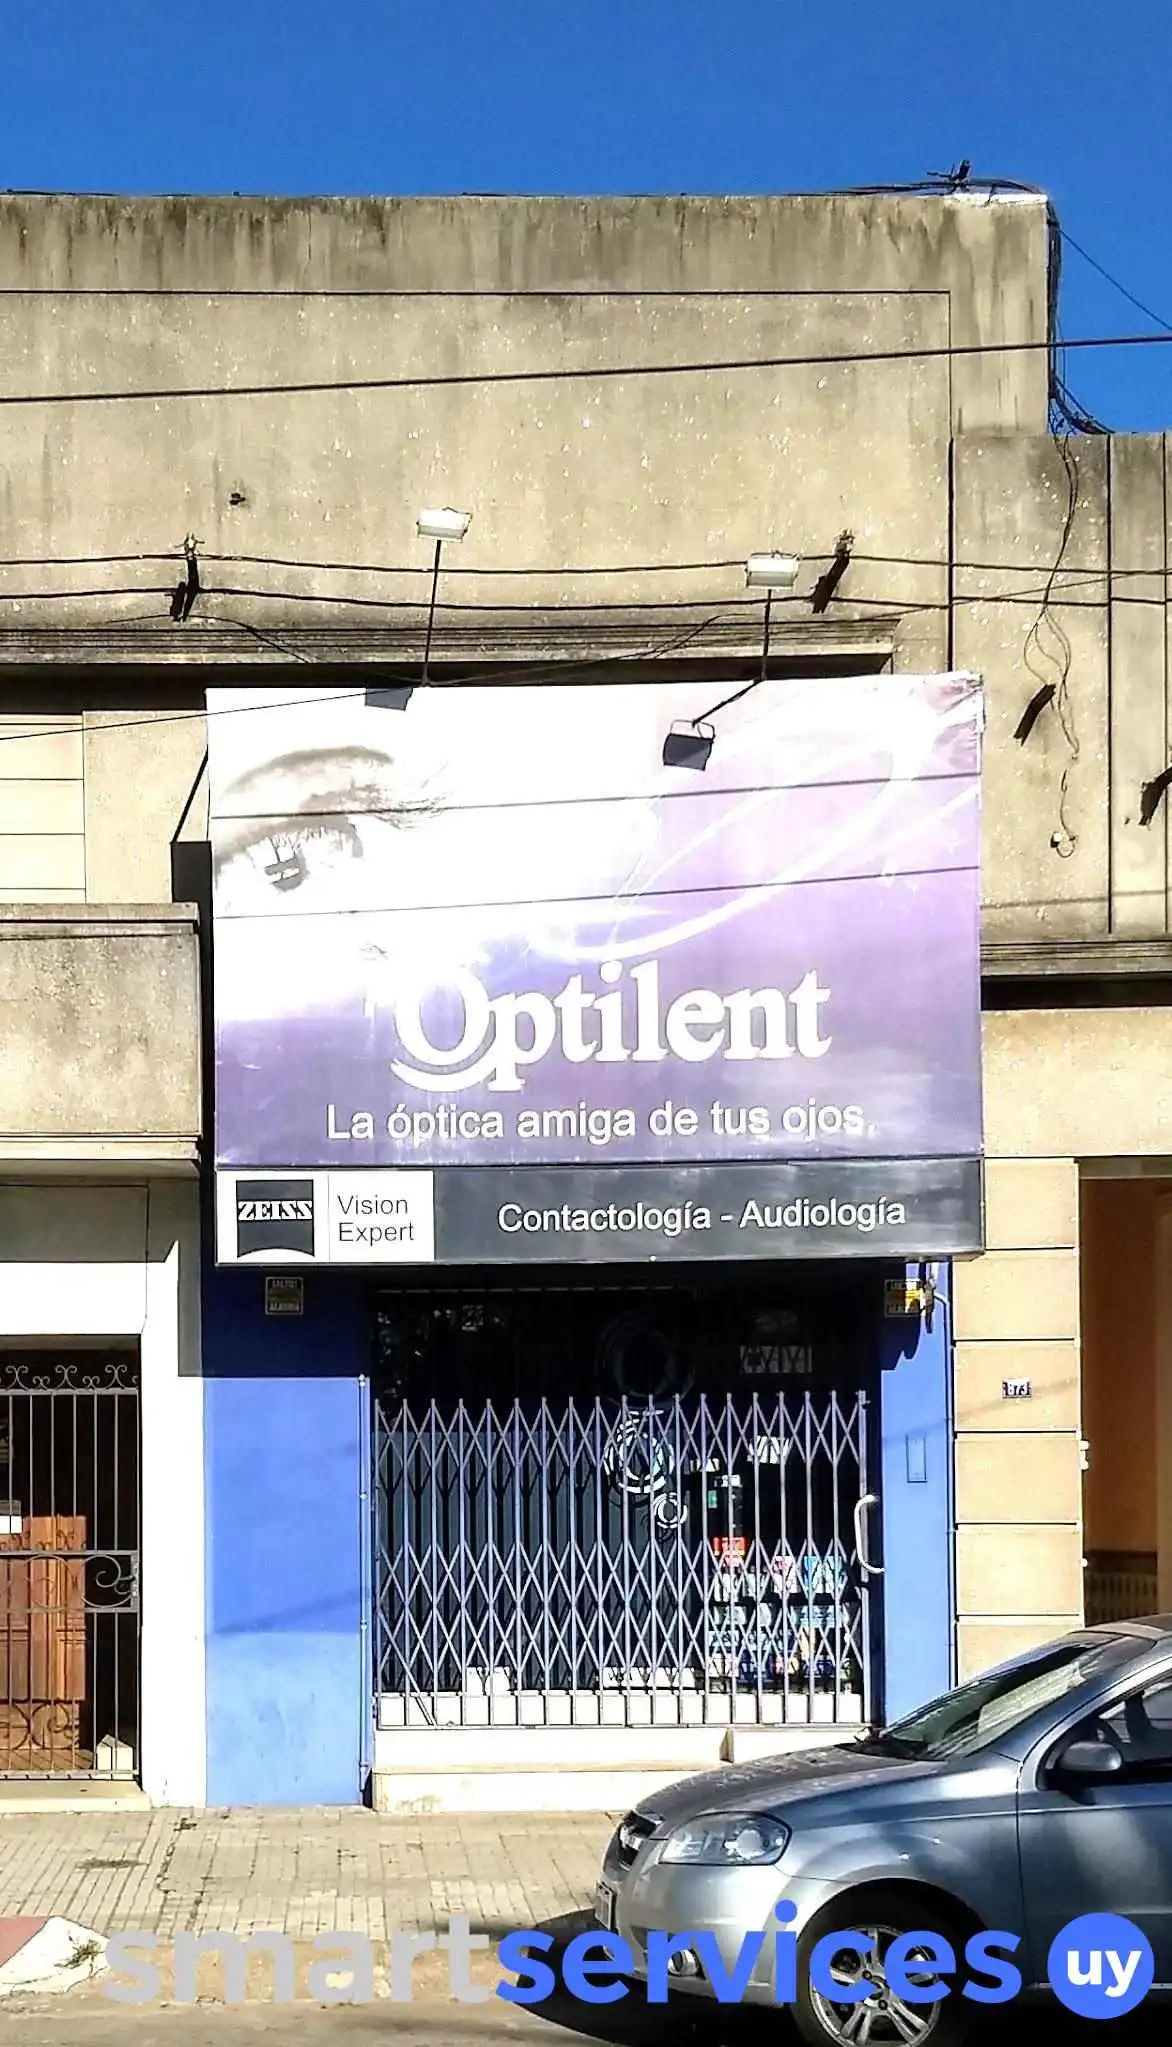 Optilent
La óptica amiga de tus ojos.
ZEISS
Vision
Expert
Contactología - Audiología
smartservices uy